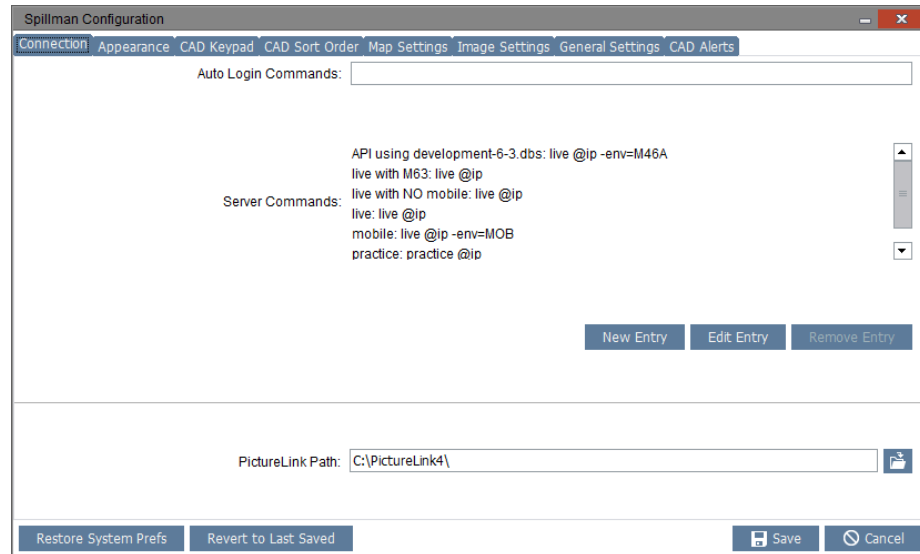 Spillman Configuration
Connection Appearance CAD Keypad CAD Sort Order Map Settings Image Settings General Settings CAD Alerts
Auto Login Commands:
API using development-6-3.dbs: live @ip -env=M46A
live with M63: live @ip
Server Commands: live with NO mobile: live @ip
live: live @ip
mobile: live @ip -env=MOB
practice: practice @ip
New Entry Edit Entry Remove Entry
PictureLink Path: C:\PictureLink4\
Restore System Prefs Revert to Last Saved Save Cancel